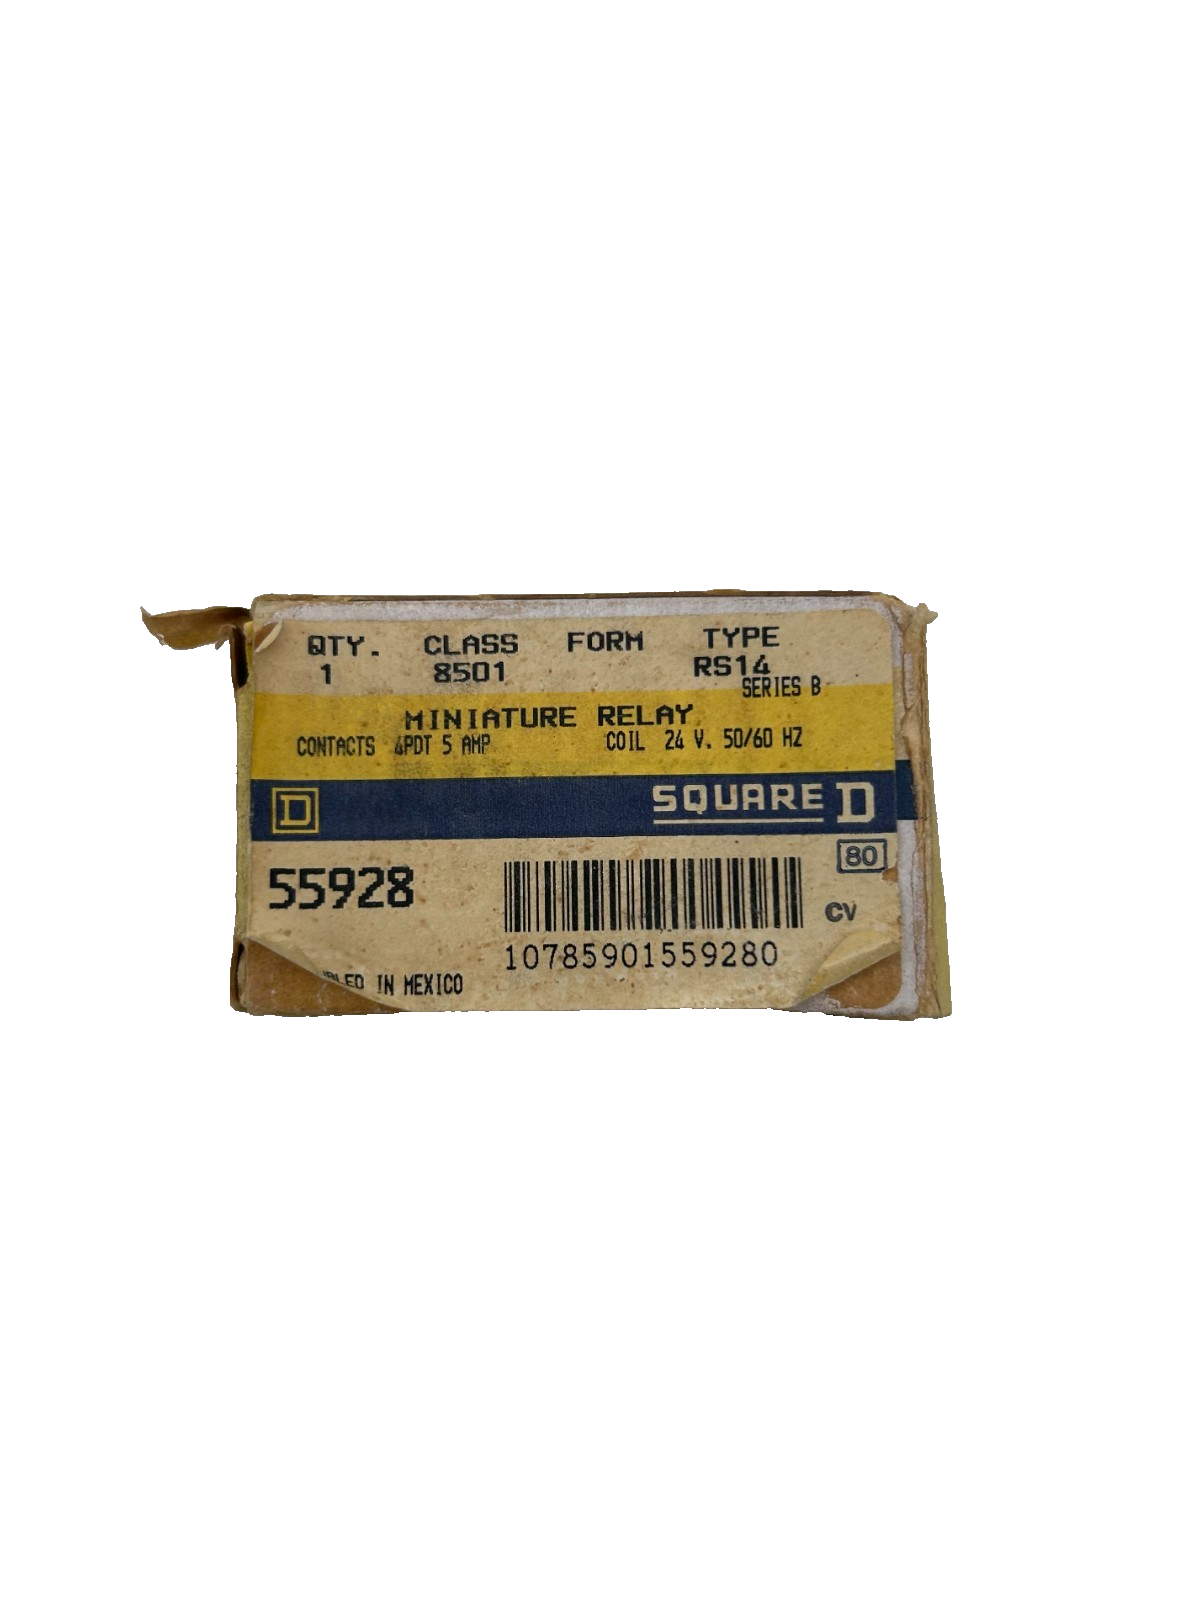 QTY. CLASS FORM TYPE
1 8501 RS14
SERIES B
MINIATURE RELAY
CONTACTS 4PDT 5 AMP COIL 24 V. 50/60 HZ
D SQUARE D
80
55928
CV
10785901559280
IN MEXICO